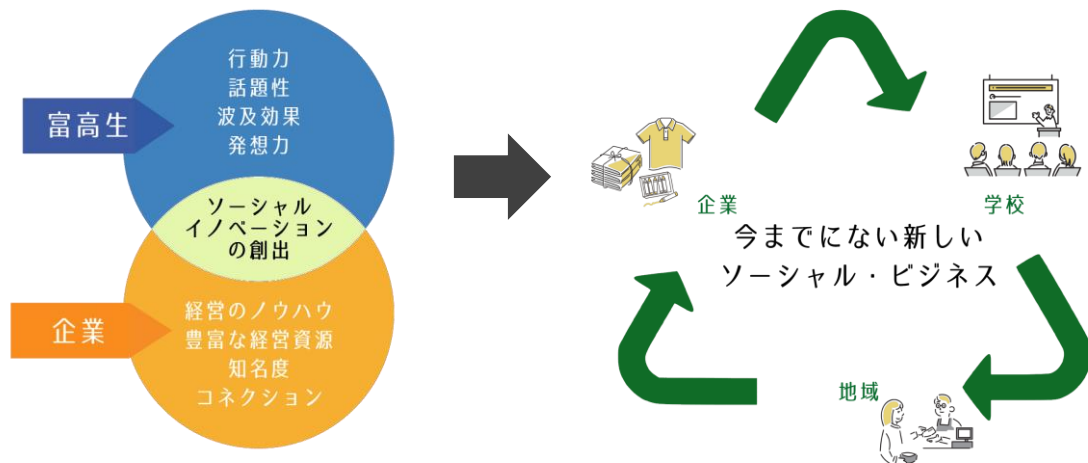 富高生
行動力
話題性
波及効果
発想力
ソーシャル
イノベーション
の創出
企業
経営のノウハウ
豊富な経営資源
知名度
コネクション
企業
学校
今までにない新しい
ソーシャル・ビジネス
地域